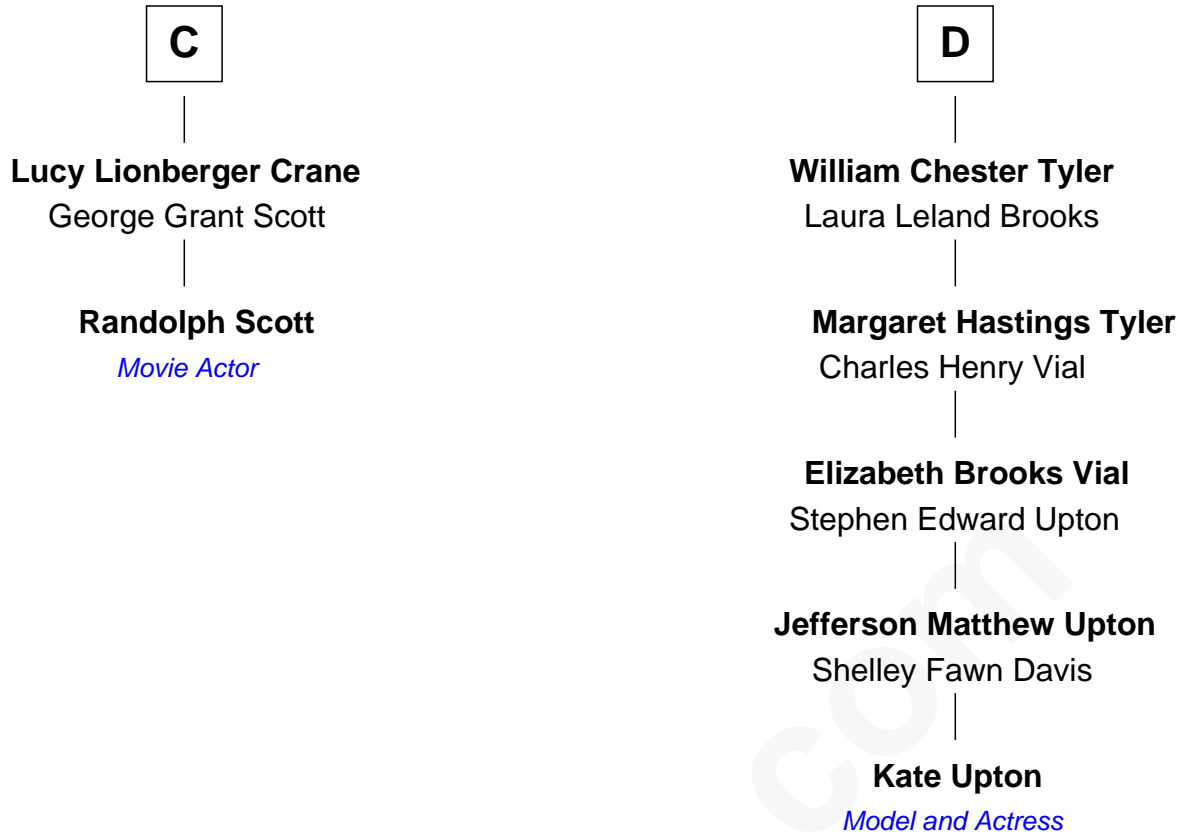 C
Lucy Lionberger Crane
George Grant Scott
Randolph Scott
Movie Actor
D
William Chester Tyler
Laura Leland Brooks
Margaret Hastings Tyler
Charles Henry Vial
Elizabeth Brooks Vial
Stephen Edward Upton
Jefferson Matthew Upton
Shelley Fawn Davis
Kate Upton
Model and Actress
com